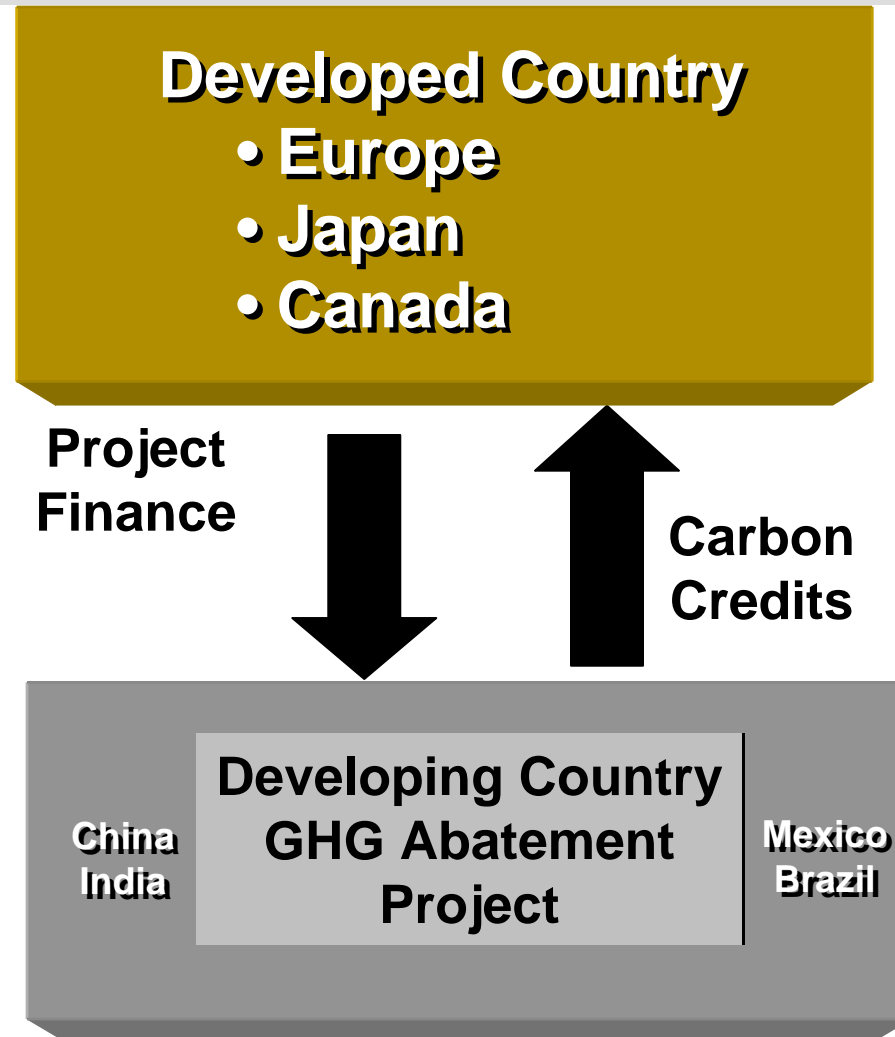 Developed Country
• Europe
• Japan
• Canada
Project
Finance
Carbon
Credits
China
India
Developing Country
GHG Abatement
Project
Mexico
Brazil